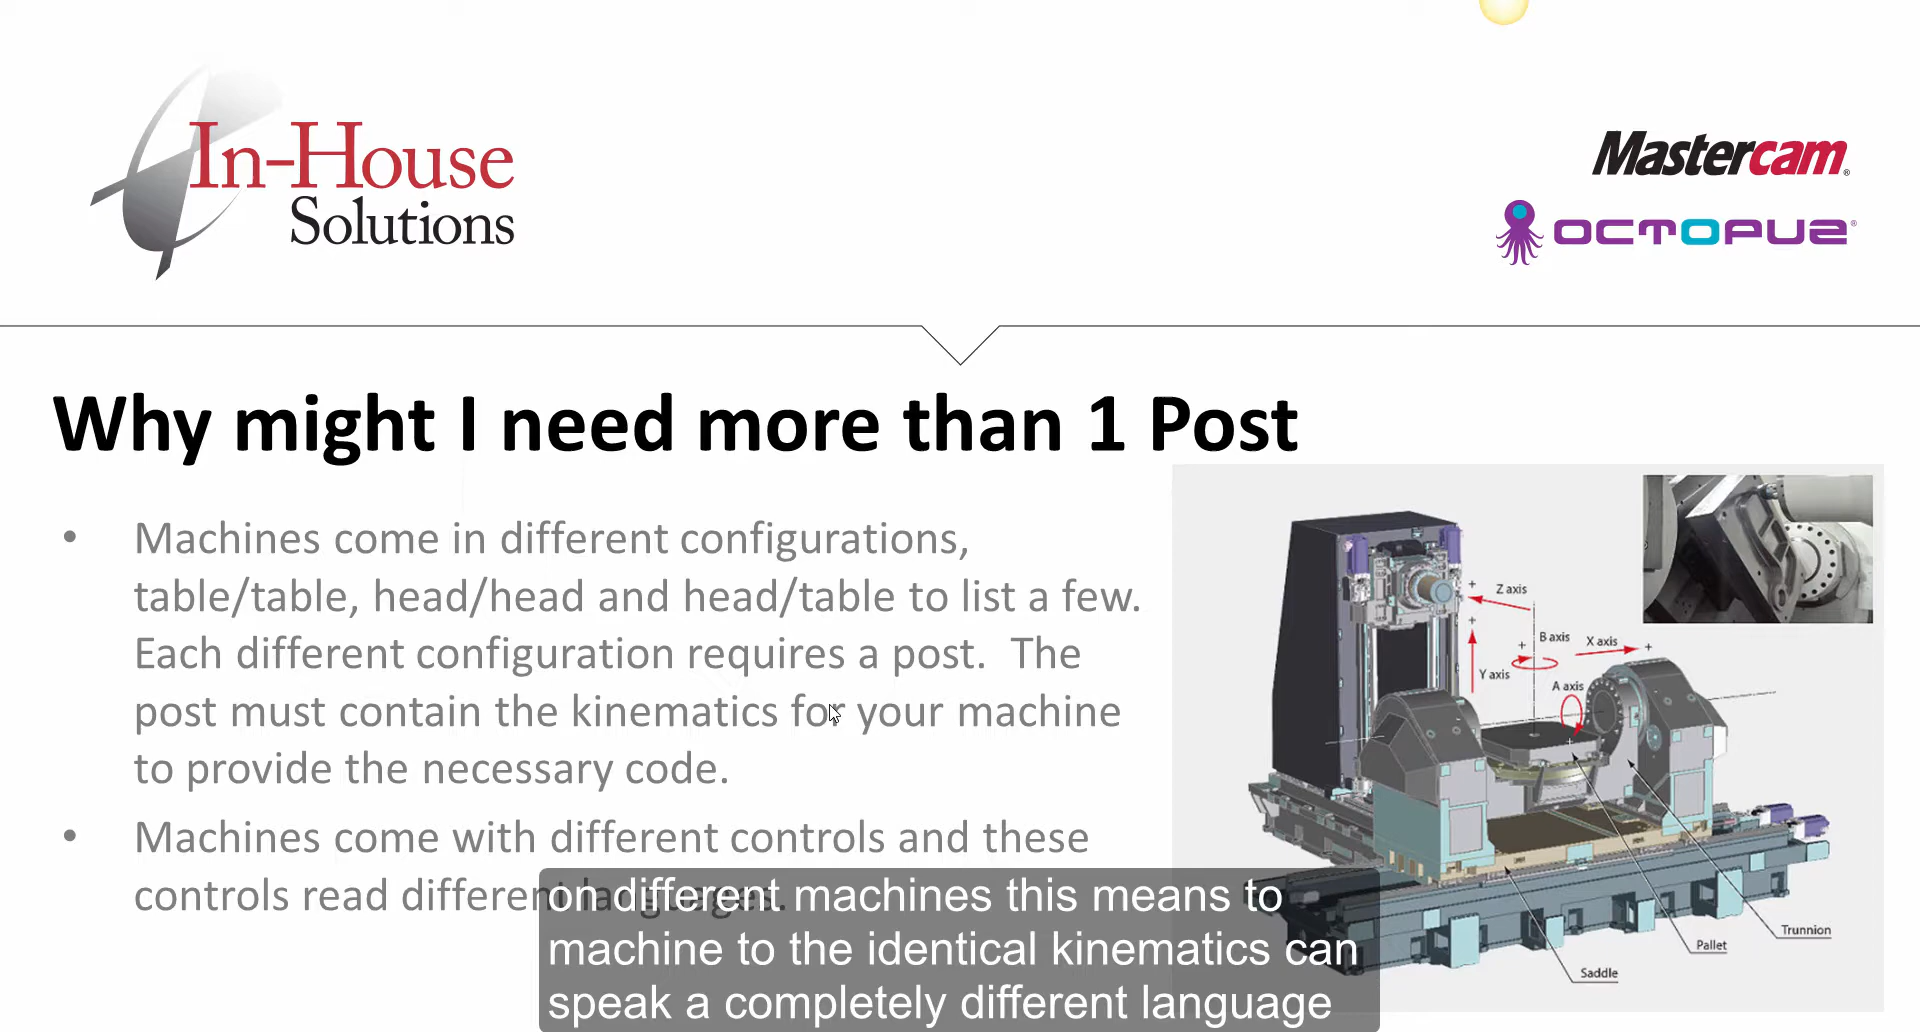 In-House
Solutions
Mastercam®
OCTOPUZ®
Why might I need more than 1 Post
• Machines come in different configurations,
table/table, head/head and head/table to list a few.
Each different configuration requires a post. The
post must contain the kinematics for your machine
to provide the necessary code.
• Machines come with different controls and these
controls read different languages.
Z axis
B axis
X axis
Y axis
A axis
Trunnion
Pallet
Saddle
on different machines this means to
machine to the identical kinematics can
speak a completely different language